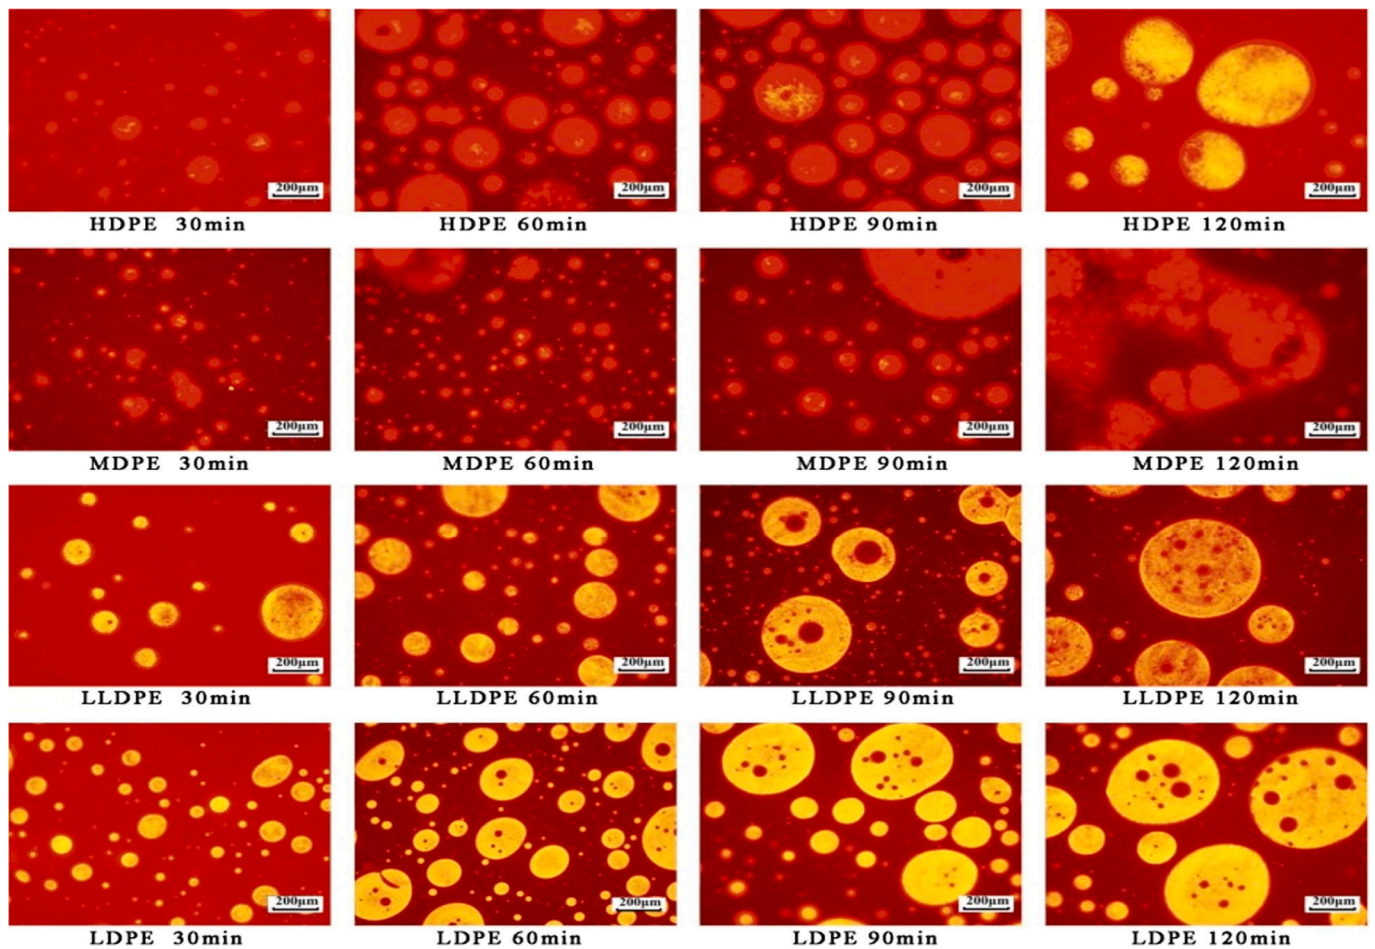 200μm 200μm 200μm 200μm
HDPE 30min HDPE 60min HDPE 90min HDPE 120min
200μm 200μm 200μm 200μm
MDPE 30min MDPE 60min MDPE 90min MDPE 120min
200μm 200μm 200μm 200μm
LLDPE 30min LLDPE 60min LLDPE 90min LLDPE 120min
200μm 200μm 200μm 200μm
LDPE 30min LDPE 60min LDPE 90min LDPE 120min